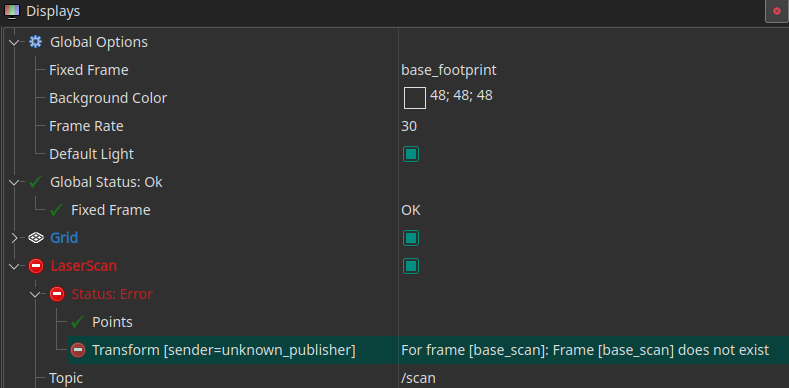 Displays
Global Options
Fixed Frame base_footprint
Background Color 48; 48; 48
Frame Rate 30
Default Light
Global Status: Ok
Fixed Frame OK
Grid
LaserScan
Status: Error
Points
Transform [sender=unknown_publisher] For frame [base_scan]: Frame [base_scan] does not exist
Topic /scan